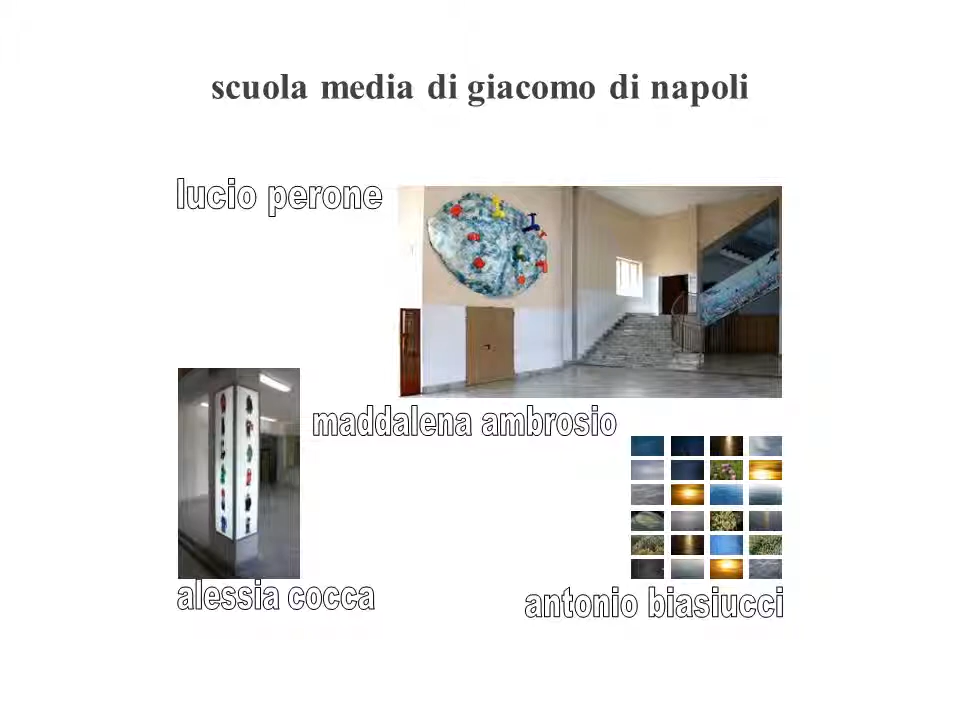 scuola media di giacomo di napoli
lucio perone
maddalena ambrosio
alessia cocca
antonio biasiucci